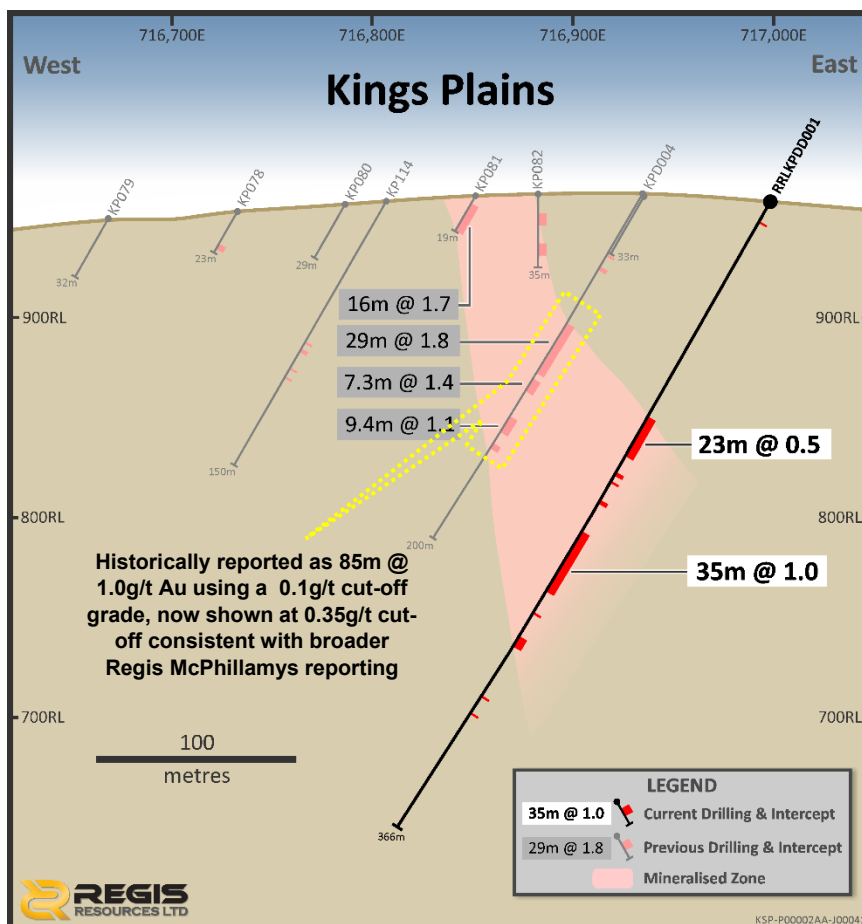 716,700E
716,800E
716,900E
717,000E
West
East
Kings Plains
KP079
KP078
KP080
KP114
KP081
KP082
KPD004
RRLKPDD001
32m
23m
29m
19m
35m
33m
150m
200m
366m
900RL
900RL
800RL
800RL
700RL
700RL
16m @ 1.7
29m @ 1.8
7.3m @ 1.4
9.4m @ 1.1
23m @ 0.5
35m @ 1.0
Historically reported as 85m @
1.0g/t Au using a 0.1g/t cut-off
grade, now shown at 0.35g/t cut-
off consistent with broader
Regis McPhillamys reporting
100
metres
LEGEND
35m @ 1.0 Current Drilling & Intercept
29m @ 1.8 Previous Drilling & Intercept
Mineralised Zone
REGIS
RESOURCES LTD